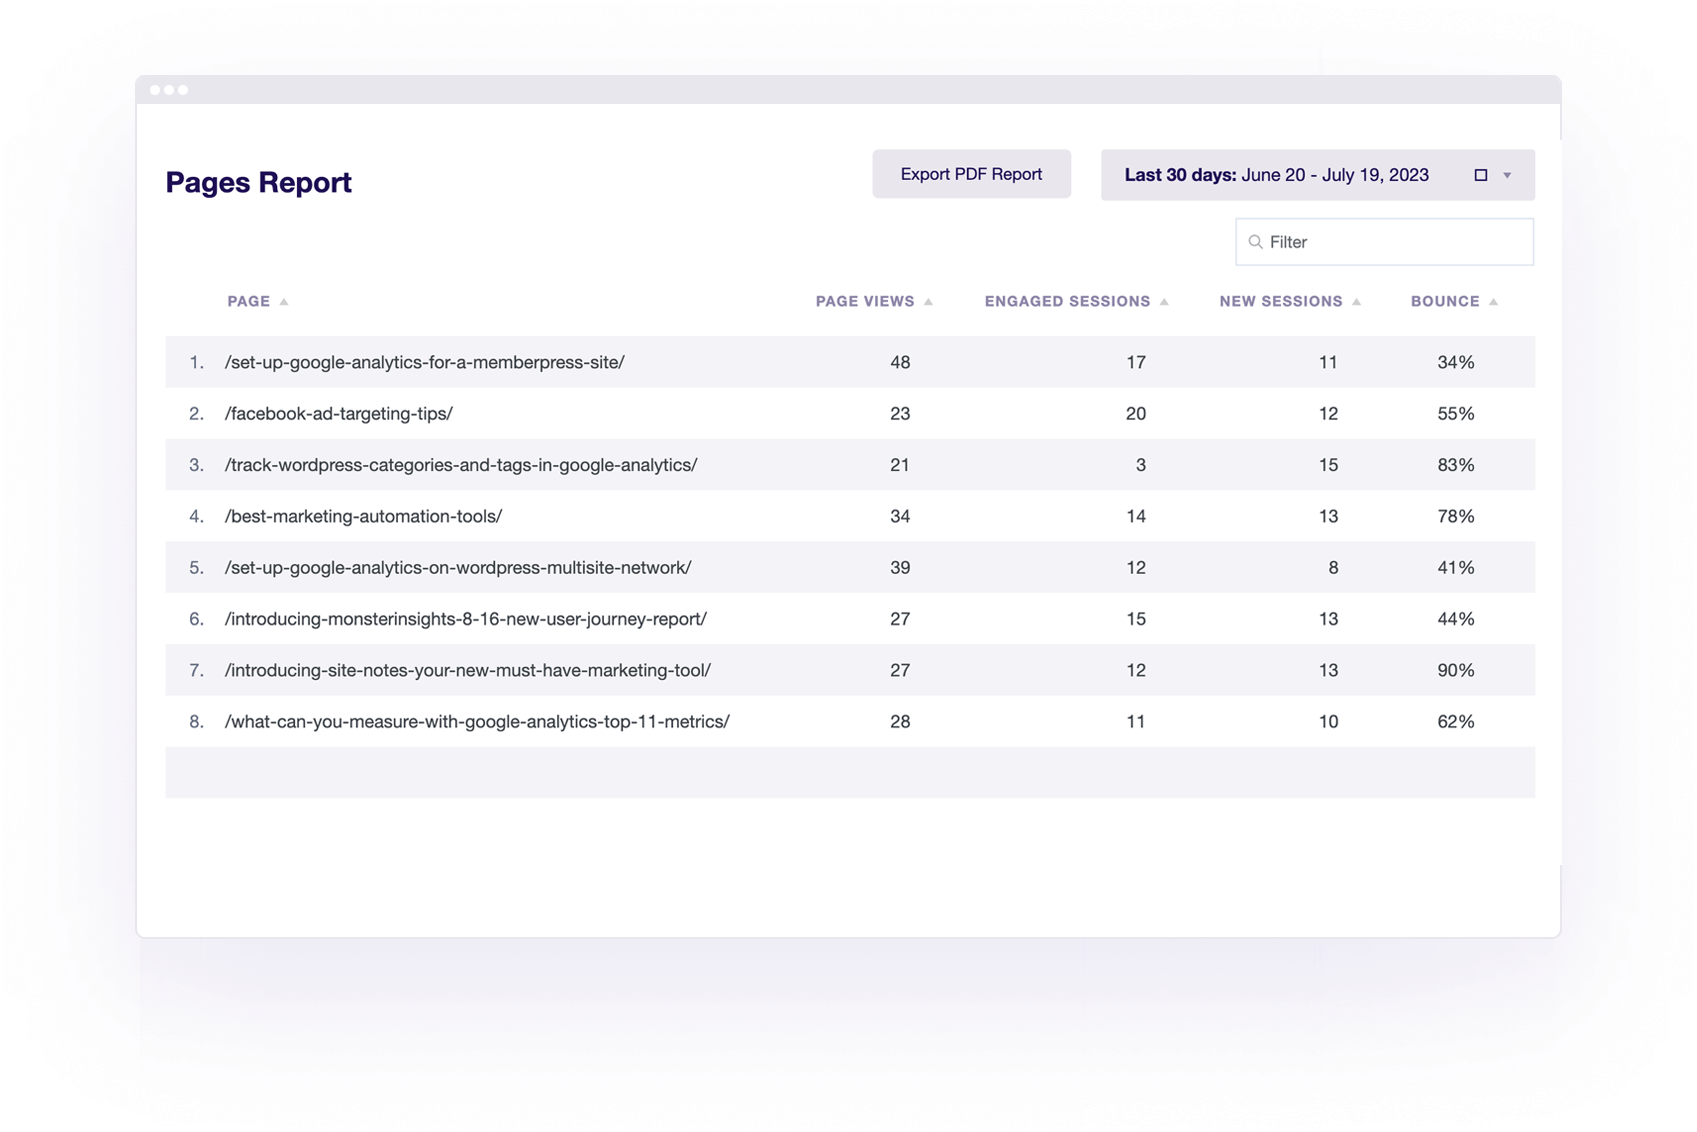 Pages Report
Export PDF Report
Last 30 days: June 20 - July 19, 2023
Filter
PAGE PAGE VIEWS ENGAGED SESSIONS NEW SESSIONS BOUNCE
1. /set-up-google-analytics-for-a-memberpress-site/ 48 17 11 34%
2. /facebook-ad-targeting-tips/ 23 20 12 55%
3. /track-wordpress-categories-and-tags-in-google-analytics/ 21 3 15 83%
4. /best-marketing-automation-tools/ 34 14 13 78%
5. /set-up-google-analytics-on-wordpress-multisite-network/ 39 12 8 41%
6. /introducing-monsterinsights-8-16-new-user-journey-report/ 27 15 13 44%
7. /introducing-site-notes-your-new-must-have-marketing-tool/ 27 12 13 90%
8. /what-can-you-measure-with-google-analytics-top-11-metrics/ 28 11 10 62%